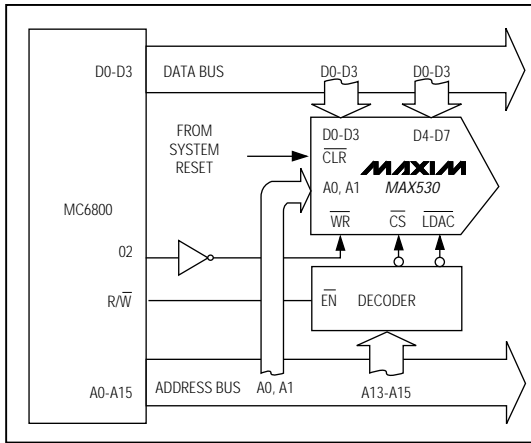 D0-D3 DATA BUS D0-D3 D0-D3
FROM
SYSTEM
RESET
D0-D3 D4-D7
CLR
MAXIM
A0, A1 MAX530
MC6800
WR CS LDAC
02
R/W EN DECODER
A0-A15 ADDRESS BUS A0, A1 A13-A15